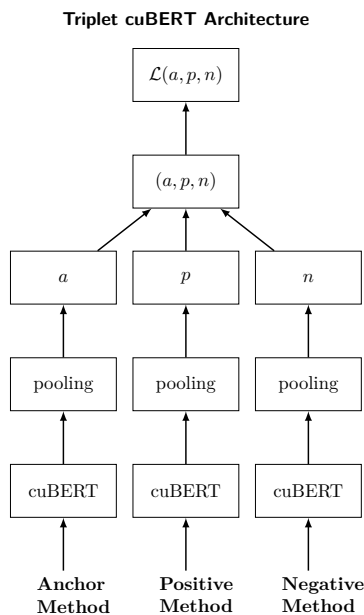 Triplet cuBERT Architecture
ℒ(a, p, n)
(a, p, n)
a
p
n
pooling
pooling
pooling
cuBERT
cuBERT
cuBERT
Anchor
Method
Positive
Method
Negative
Method